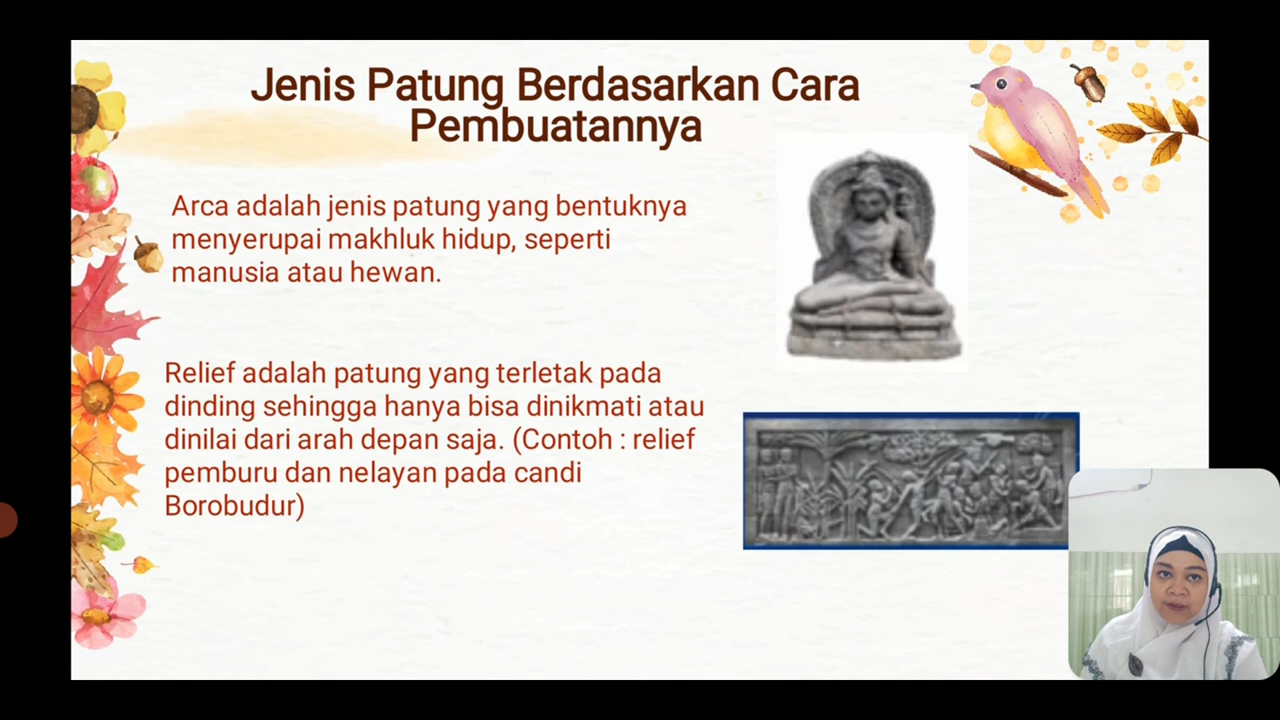 Jenis Patung Berdasarkan Cara
Pembuatannya
Arca adalah jenis patung yang bentuknya
menyerupai makhluk hidup, seperti
manusia atau hewan.
Relief adalah patung yang terletak pada
dinding sehingga hanya bisa dinikmati atau
dinilai dari arah depan saja. (Contoh : relief
pemburu dan nelayan pada candi
Borobudur)